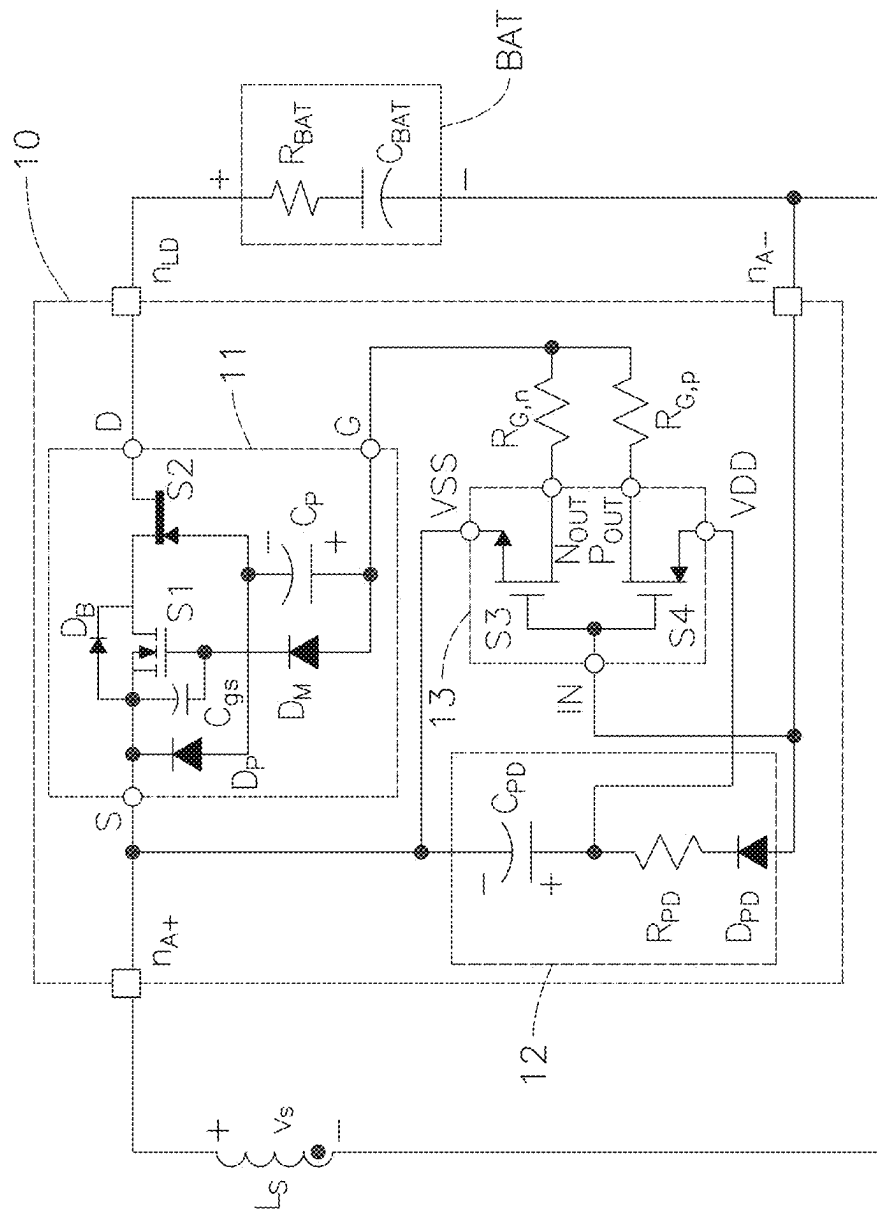 10
BAT
+
R_BAT
C_BAT
−
n_LD
n_A−
11
D
G
S2
C_P
−
+
D_B
S1
C_gs
D_M
D_P
S
R_G,n
R_G,p
VSS
N_OUT
P_OUT
VDD
S3
S4
IN
13
C_PD
−
+
R_PD
D_PD
12
n_A+
+
v_s
−
L_S